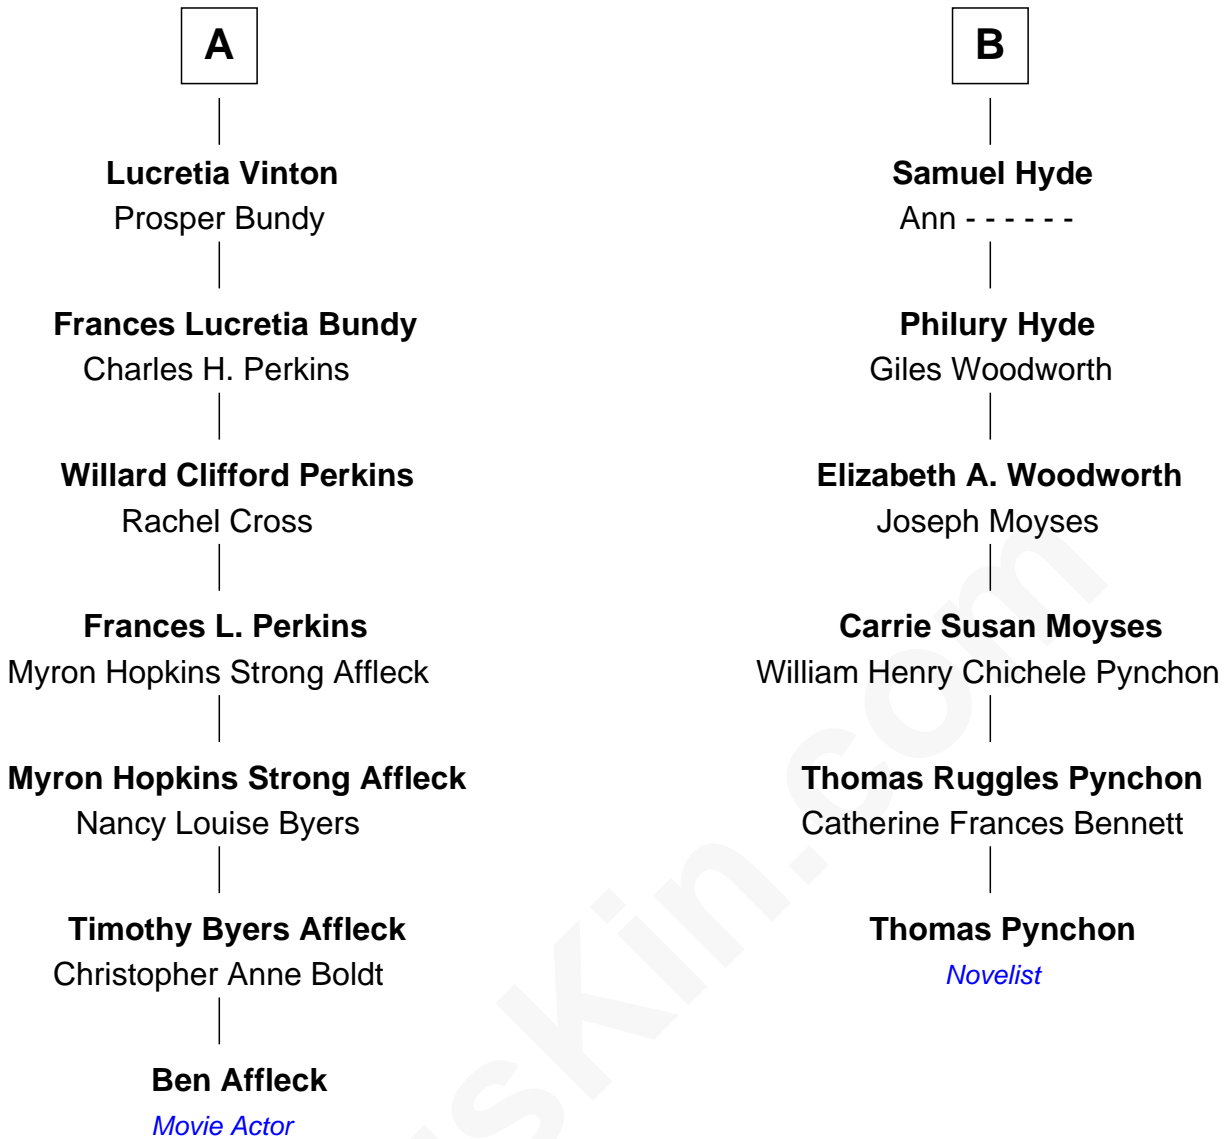 A
Lucretia Vinton
Prosper Bundy
Frances Lucretia Bundy
Charles H. Perkins
Willard Clifford Perkins
Rachel Cross
Frances L. Perkins
Myron Hopkins Strong Affleck
Myron Hopkins Strong Affleck
Nancy Louise Byers
Timothy Byers Affleck
Christopher Anne Boldt
Ben Affleck
Movie Actor
B
Samuel Hyde
Ann - - - - - -
Philury Hyde
Giles Woodworth
Elizabeth A. Woodworth
Joseph Moyses
Carrie Susan Moyses
William Henry Chichele Pynchon
Thomas Ruggles Pynchon
Catherine Frances Bennett
Thomas Pynchon
Novelist
sKin.com